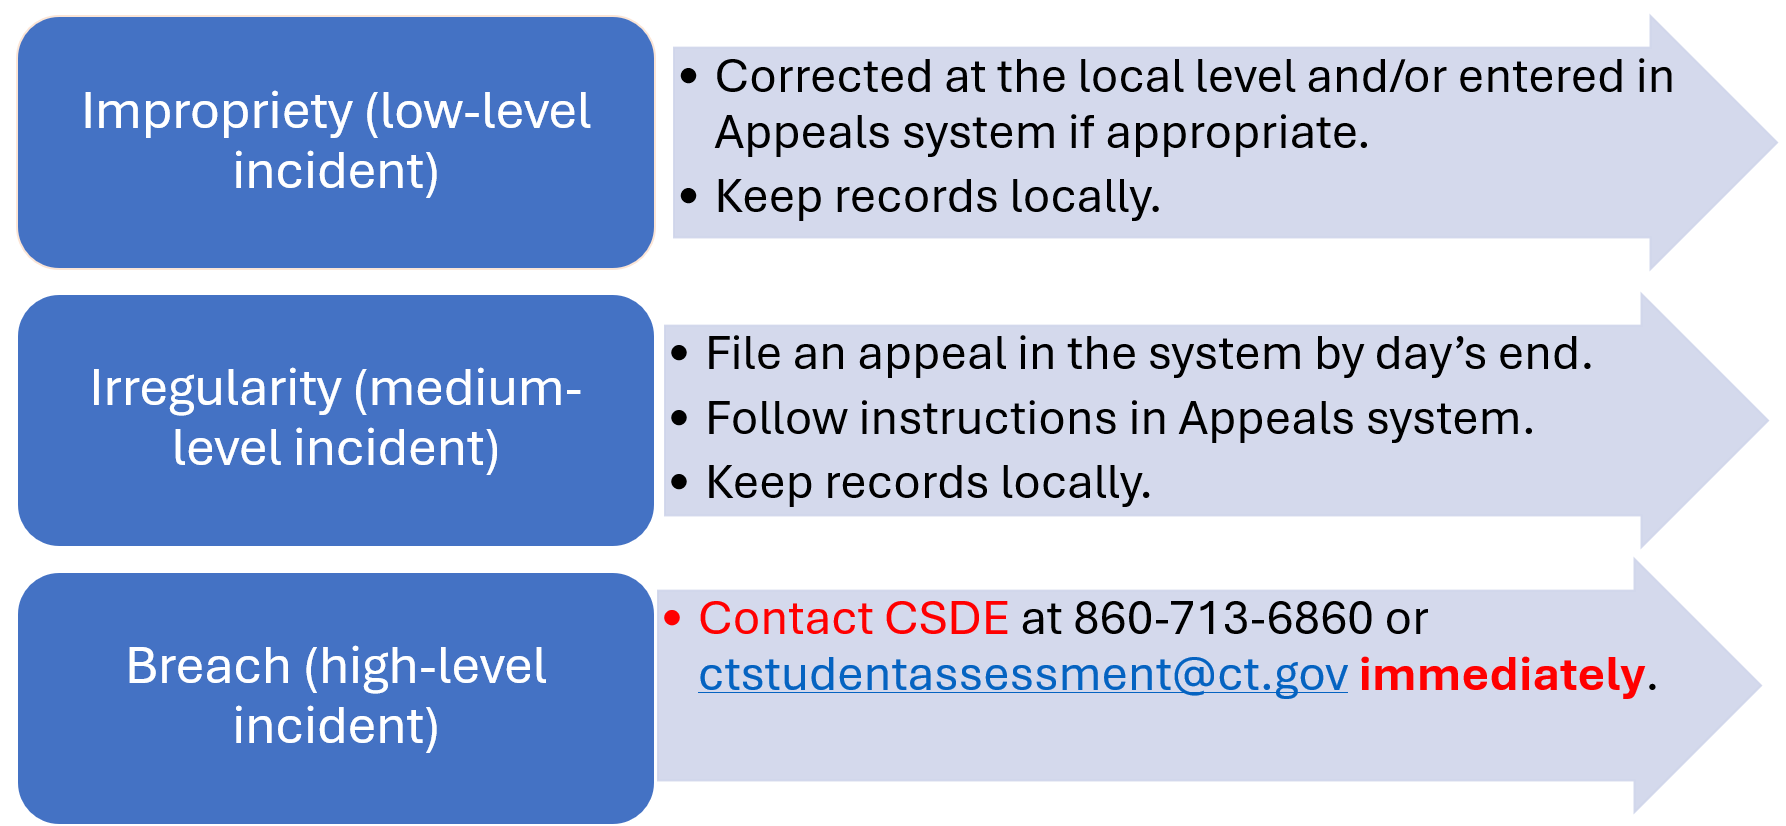 Impropriety (low-level
incident)
• Corrected at the local level and/or entered in
Appeals system if appropriate.
• Keep records locally.
Irregularity (medium-
level incident)
• File an appeal in the system by day’s end.
• Follow instructions in Appeals system.
• Keep records locally.
Breach (high-level
incident)
• Contact CSDE at 860-713-6860 or
ctstudentassessment@ct.gov immediately.